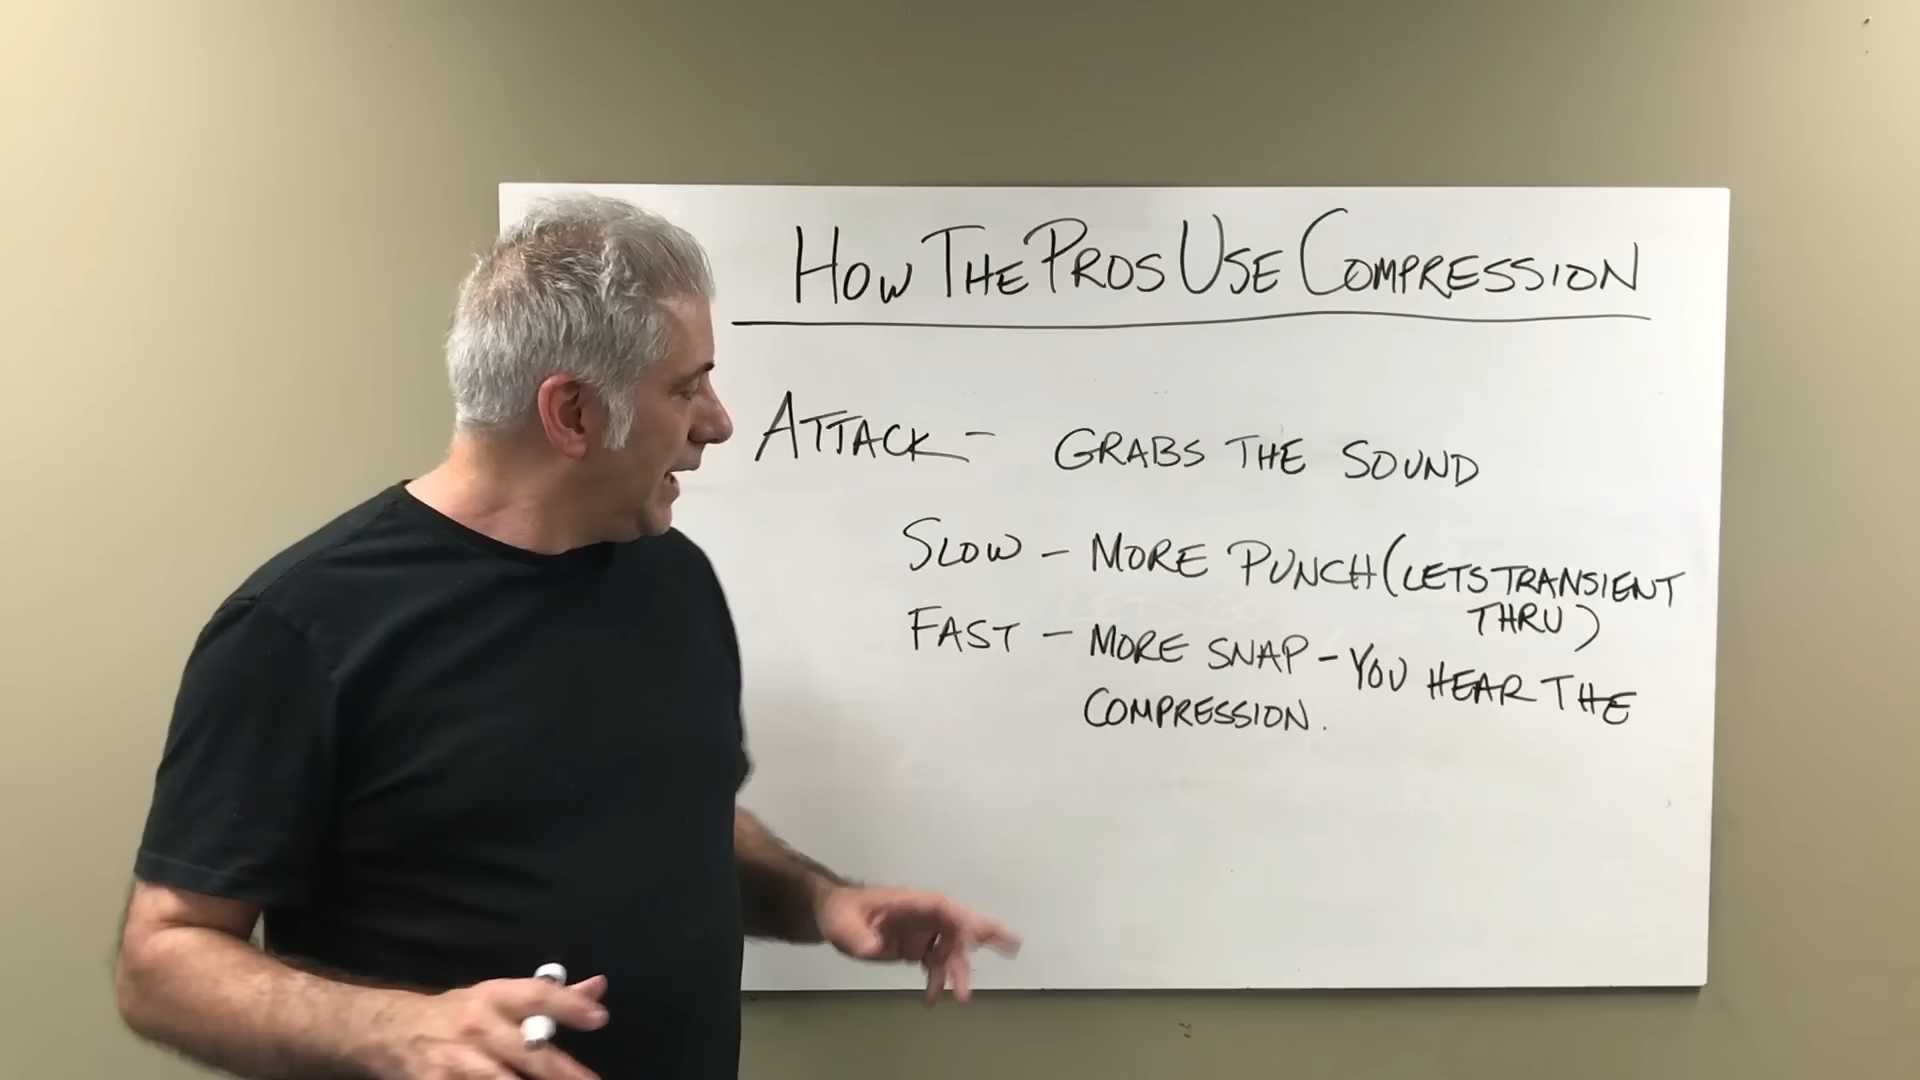 HOW THE PROS USE COMPRESSION
ATTACK - GRABS THE SOUND
SLOW - MORE PUNCH (LETS TRANSIENT
THRU)
FAST - MORE SNAP - YOU HEAR THE
COMPRESSION.